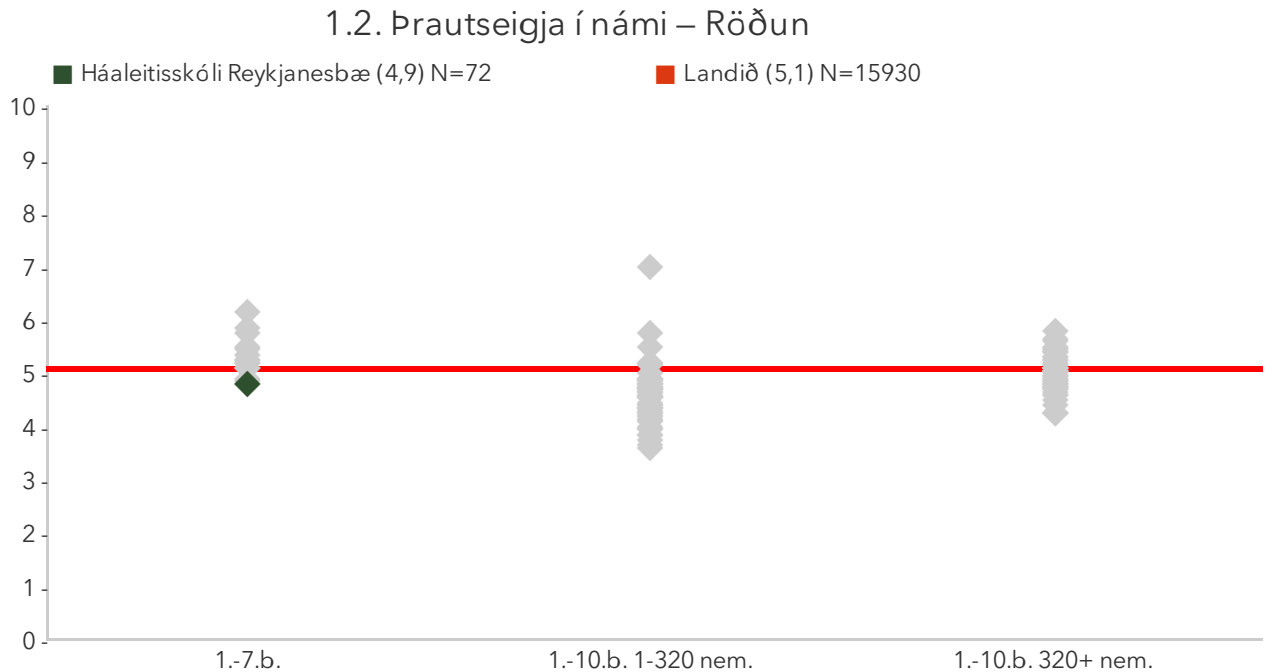 1.2. Þrautseigja í námi – Röðun
Háaleitisskóli Reykjanesbæ (4,9) N=72
Landið (5,1) N=15930
10
9
8
7
6
5
4
3
2
1
0
1.-7.b.
1.-10.b. 1-320 nem.
1.-10.b. 320+ nem.